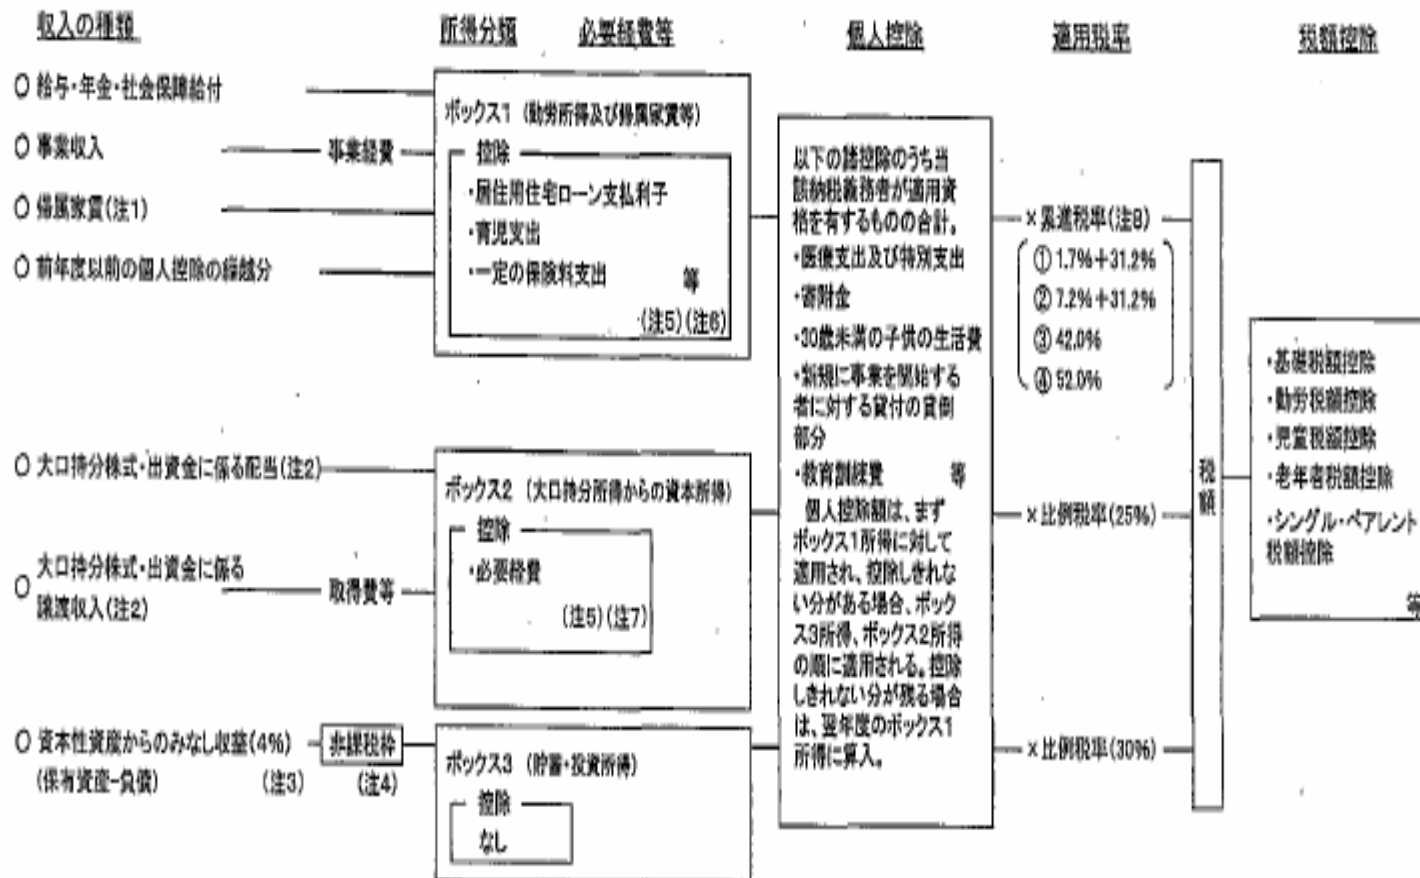 収入の種類
所得分類
必要経費等
個人控除
適用税率
税額控除
○ 給与・年金・社会保障給付
○ 事業収入
事業経費
○ 帰属家賃(注1)
○ 前年度以前の個人控除の繰越分
ボックス1 (勤労所得及び帰属家賃等)
控除
・居住用住宅ローン支払利子
・育児支出
・一定の保険料支出 等
(注5)(注6)
○ 大口持分株式・出資金に係る配当(注2)
○ 大口持分株式・出資金に係る
譲渡収入(注2)
取得費等
ボックス2 (大口持分所得からの資本所得)
控除
・必要経費
(注5)(注7)
○ 資本性資産からのみなし収益(4%)
(保有資産-負債) (注3)
非課税枠
(注4)
ボックス3 (貯蓄・投資所得)
控除
なし
以下の諸控除のうち当
該納税義務者が適用資
格を有するものの合計。
・医療支出及び特別支出
・寄附金
・30歳未満の子供の生活費
・新規に事業を開始する
者に対する貸付の貸倒
部分
・教育訓練費 等
個人控除額は、まず
ボックス1所得に対して
適用され、控除しきれな
い分がある場合、ボック
ス3所得、ボックス2所得
の順に適用される。控除
しきれない分が残る場合
は、翌年度のボックス1
所得に算入。
×累進税率(注8)
① 1.7%+31.2%
② 7.2%+31.2%
③ 42.0%
④ 52.0%
×比例税率(25%)
×比例税率(30%)
税額
・基礎税額控除
・勤労税額控除
・児童税額控除
・老年者税額控除
・シングル・ペアレント
税額控除
等